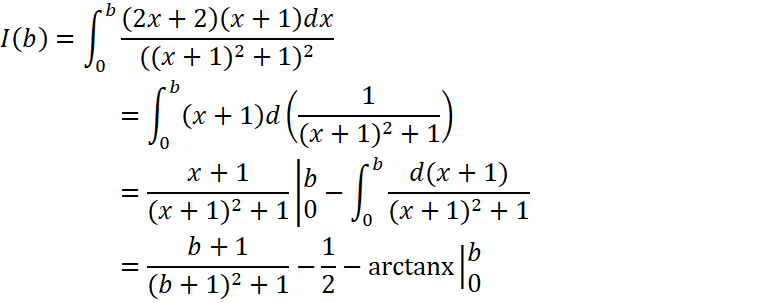 I(b) = ∫₀ᵇ (2x + 2)(x + 1)dx / ((x + 1)² + 1)²
= ∫₀ᵇ (x + 1)d(1 / (x + 1)² + 1)
= x + 1 / (x + 1)² + 1 |₀ᵇ − ∫₀ᵇ d(x + 1) / (x + 1)² + 1
= b + 1 / (b + 1)² + 1 − 1/2 − arctanx |₀ᵇ